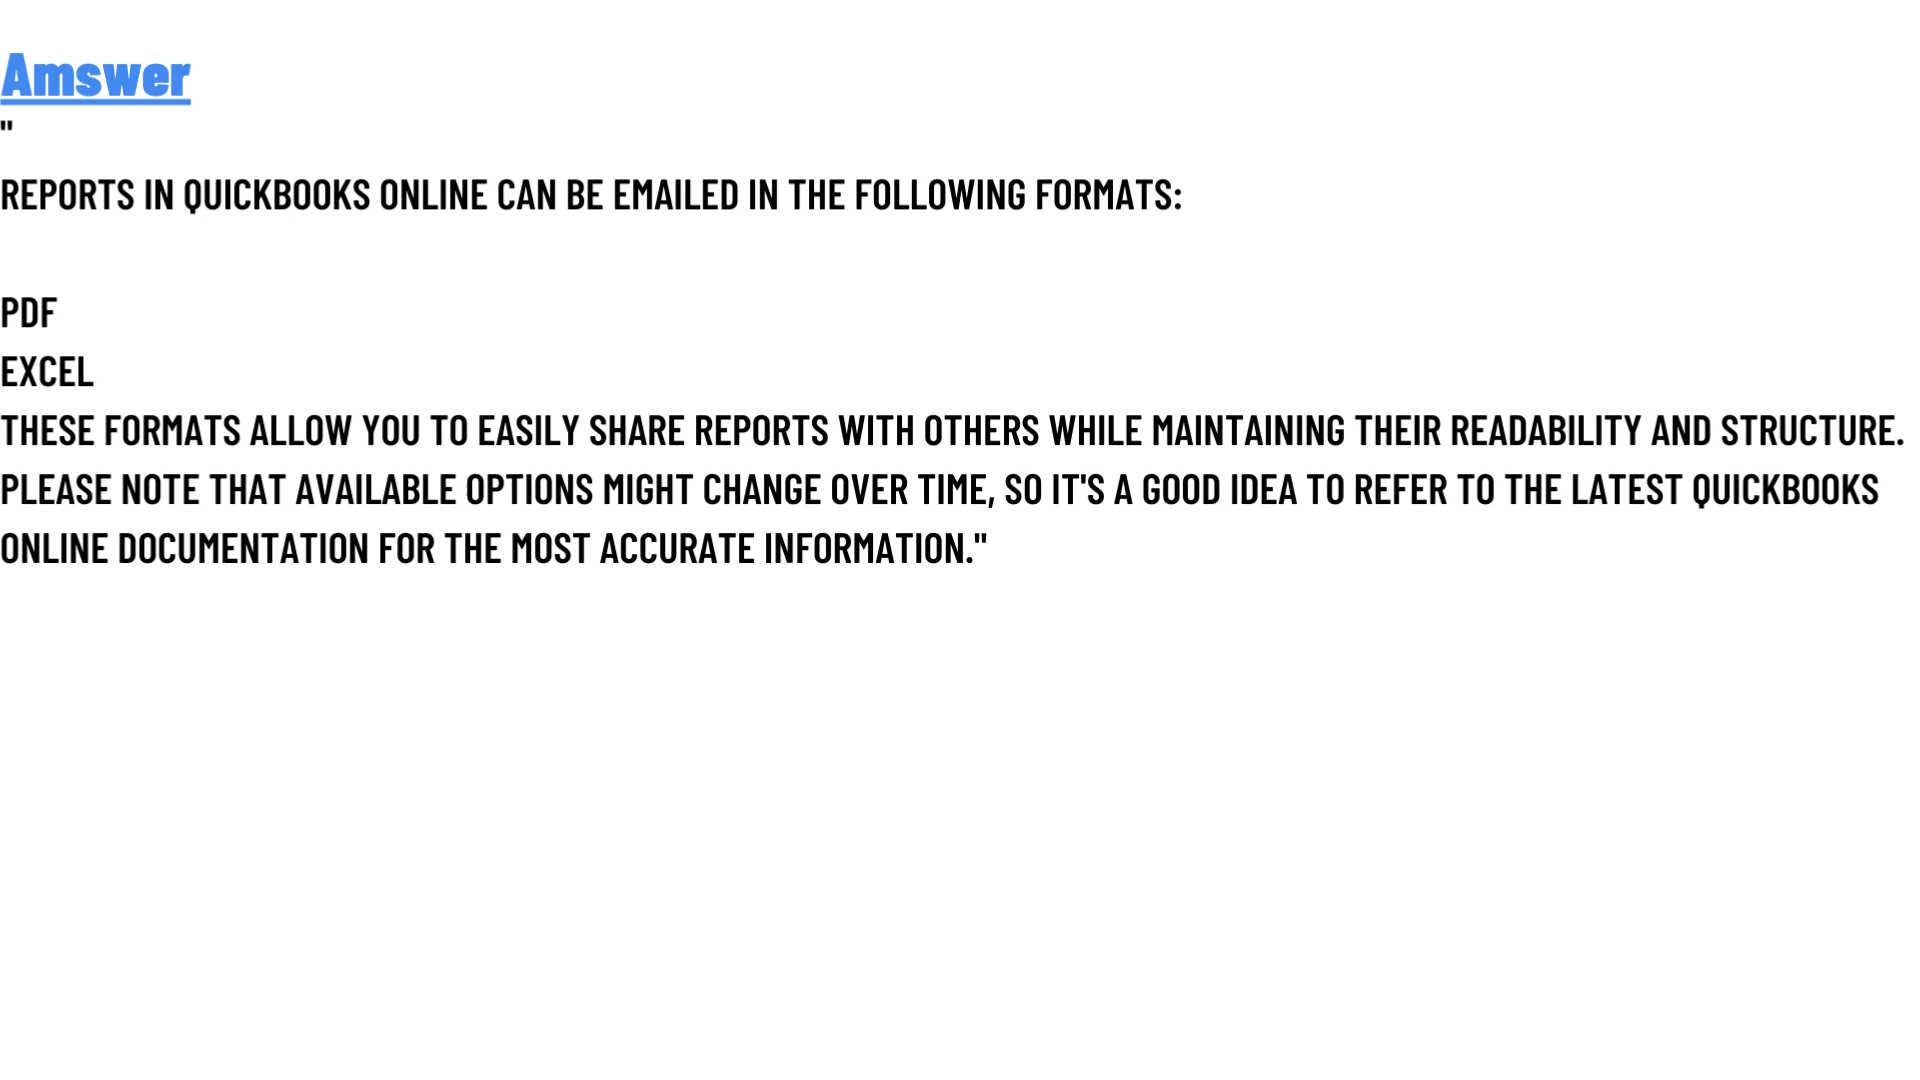 Amswer
"
REPORTS IN QUICKBOOKS ONLINE CAN BE EMAILED IN THE FOLLOWING FORMATS:
PDF
EXCEL
THESE FORMATS ALLOW YOU TO EASILY SHARE REPORTS WITH OTHERS WHILE MAINTAINING THEIR READABILITY AND STRUCTURE.
PLEASE NOTE THAT AVAILABLE OPTIONS MIGHT CHANGE OVER TIME, SO IT'S A GOOD IDEA TO REFER TO THE LATEST QUICKBOOKS
ONLINE DOCUMENTATION FOR THE MOST ACCURATE INFORMATION."